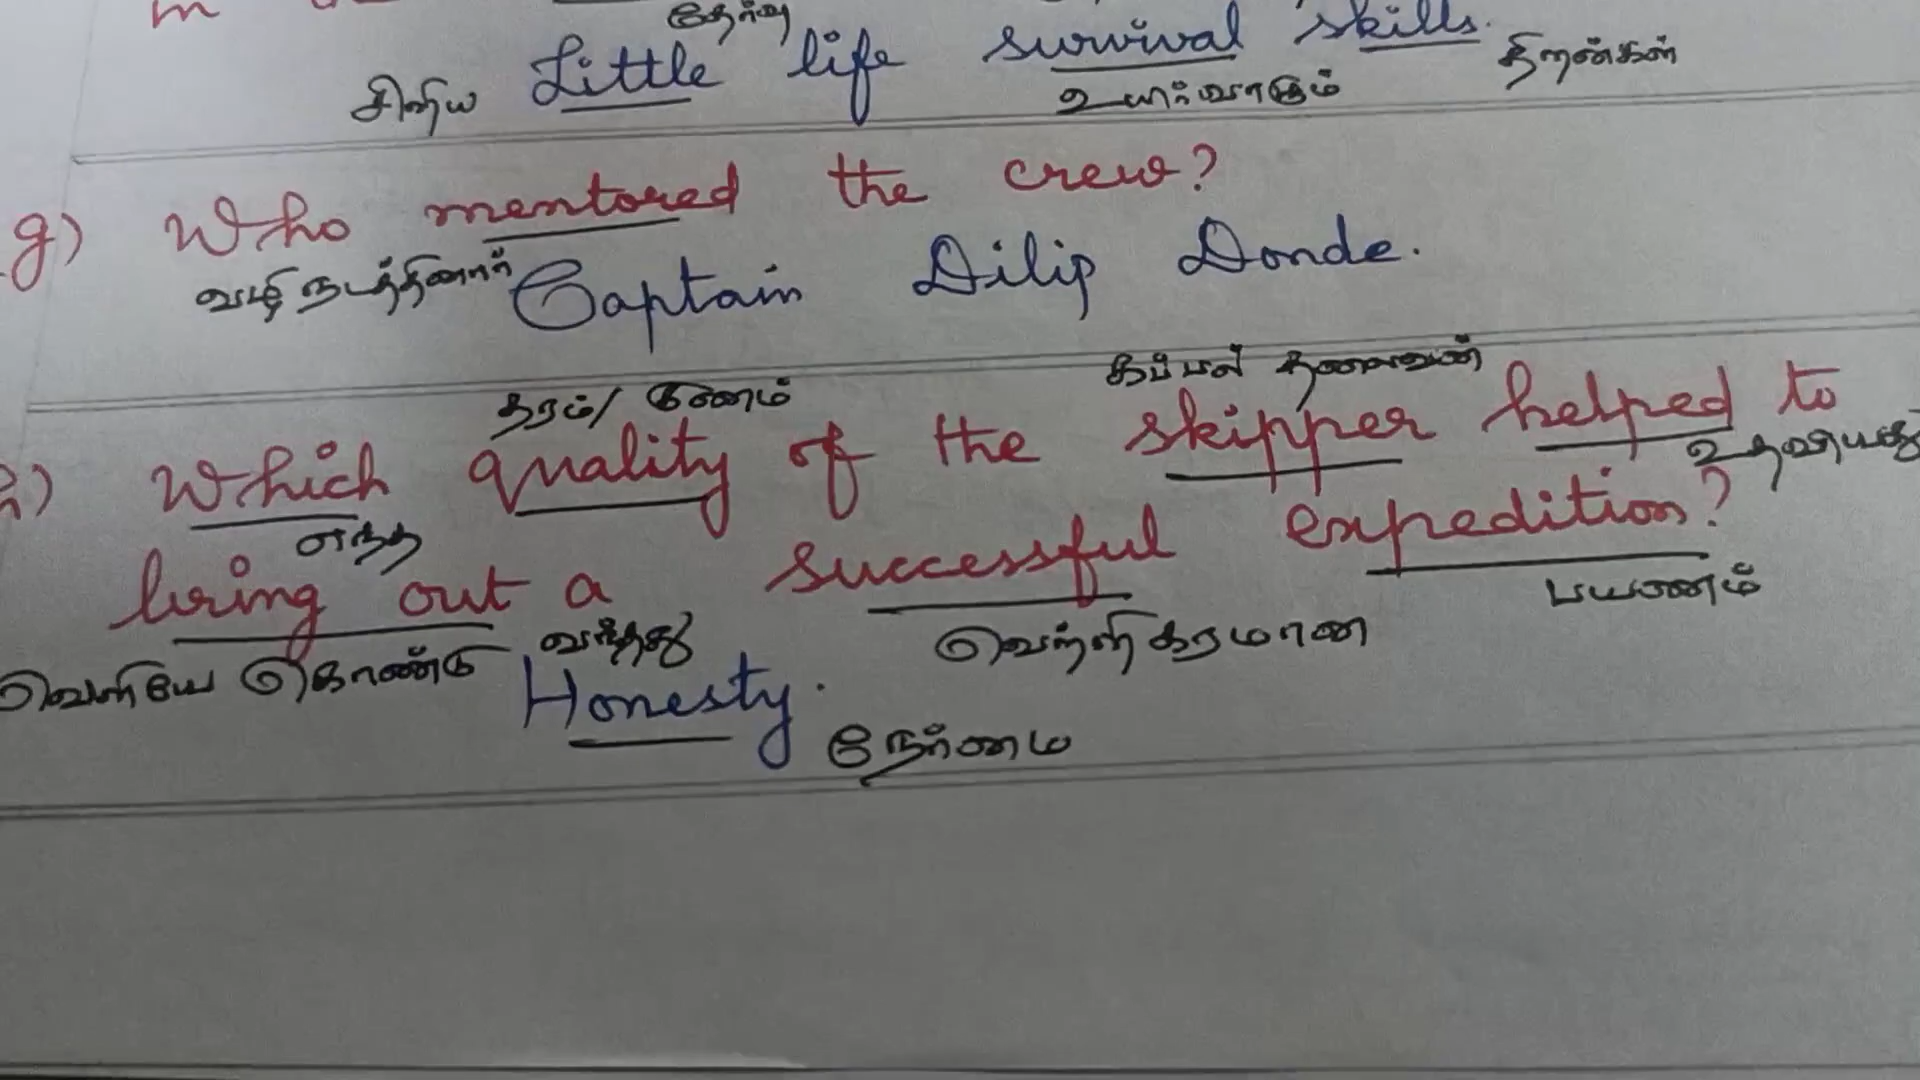 தேர்வு
Little life survival skills.
சிறிய உயிர்வாழும் திறன்கள்
g) Who mentored the crew?
வழி நடத்தினார் Captain Dilip Donde.
தரம்/ குணம் கப்பல் தலைவன்
h) Which quality of the skipper helped to
எந்த உதவியது
bring out a successful expedition?
வெளியே கொண்டு வந்தது வெற்றிகரமான பயணம்
Honesty.
நேர்மை